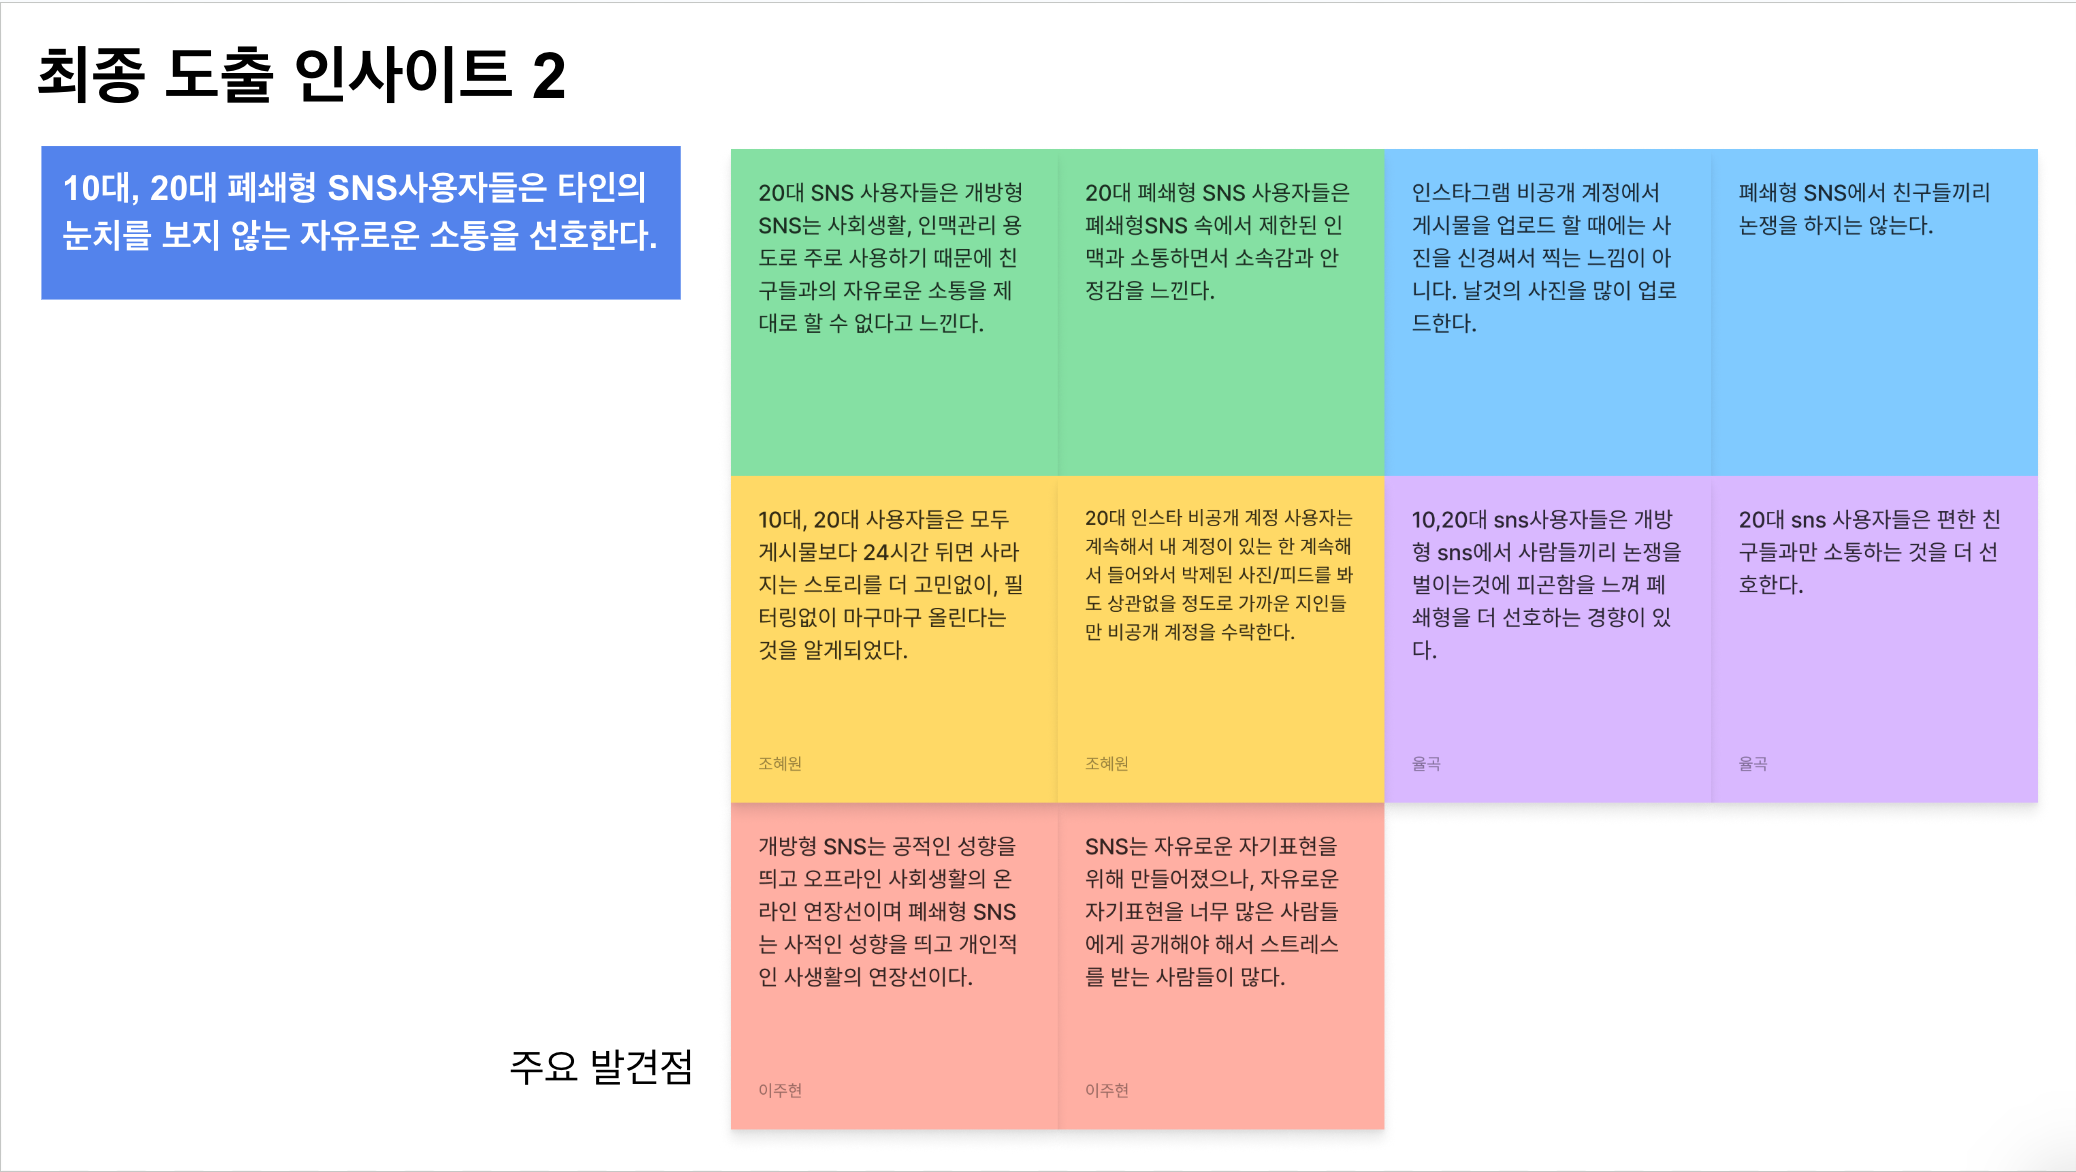 최종 도출 인사이트 2
10대, 20대 폐쇄형 SNS사용자들은 타인의
눈치를 보지 않는 자유로운 소통을 선호한다.
20대 SNS 사용자들은 개방형
SNS는 사회생활, 인맥관리 용
도로 주로 사용하기 때문에 친
구들과의 자유로운 소통을 제
대로 할 수 없다고 느낀다.
20대 폐쇄형 SNS 사용자들은
폐쇄형SNS 속에서 제한된 인
맥과 소통하면서 소속감과 안
정감을 느낀다.
인스타그램 비공개 계정에서
게시물을 업로드 할 때에는 사
진을 신경써서 찍는 느낌이 아
니다. 날것의 사진을 많이 업로
드한다.
폐쇄형 SNS에서 친구들끼리
논쟁을 하지는 않는다.
10대, 20대 사용자들은 모두
게시물보다 24시간 뒤면 사라
지는 스토리를 더 고민없이, 필
터링없이 마구마구 올린다는
것을 알게되었다.
조혜원
20대 인스타 비공개 계정 사용자는
계속해서 내 계정이 있는 한 계속해
서 들어와서 박제된 사진/피드를 봐
도 상관없을 정도로 가까운 지인들
만 비공개 계정을 수락한다.
조혜원
10,20대 sns사용자들은 개방
형 sns에서 사람들끼리 논쟁을
벌이는것에 피곤함을 느껴 폐
쇄형을 더 선호하는 경향이 있
다.
율곡
20대 sns 사용자들은 편한 친
구들과만 소통하는 것을 더 선
호한다.
율곡
개방형 SNS는 공적인 성향을
띄고 오프라인 사회생활의 온
라인 연장선이며 폐쇄형 SNS
는 사적인 성향을 띄고 개인적
인 사생활의 연장선이다.
이주현
SNS는 자유로운 자기표현을
위해 만들어졌으나, 자유로운
자기표현을 너무 많은 사람들
에게 공개해야 해서 스트레스
를 받는 사람들이 많다.
이주현
주요 발견점